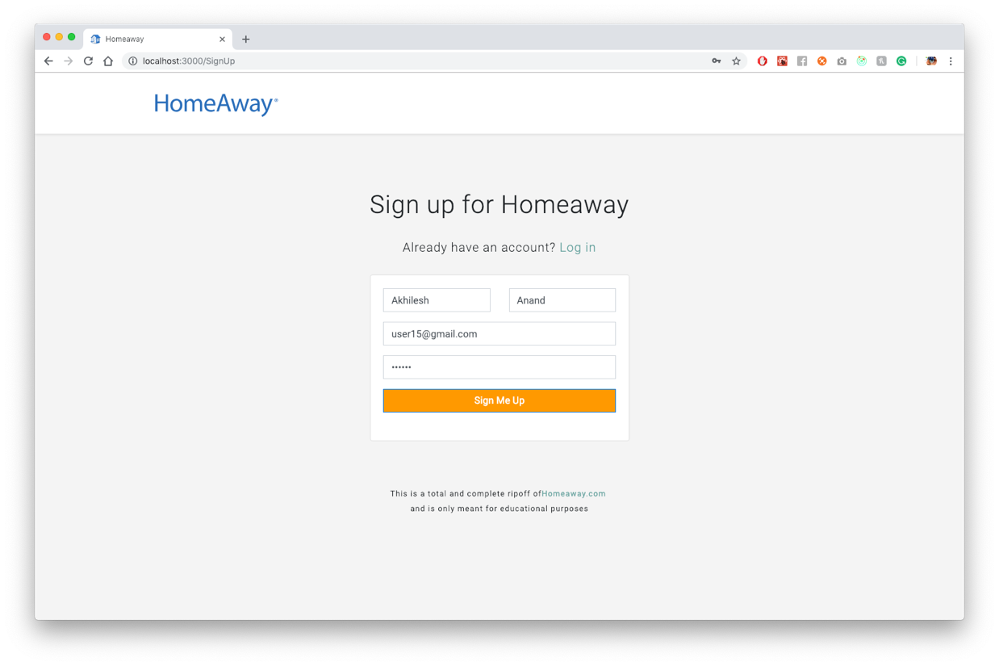 Homeaway
localhost:3000/SignUp
HomeAway®
Sign up for Homeaway
Already have an account? Log in
Akhilesh Anand
user15@gmail.com
••••••
Sign Me Up
This is a total and complete ripoff ofHomeaway.com
and is only meant for educational purposes